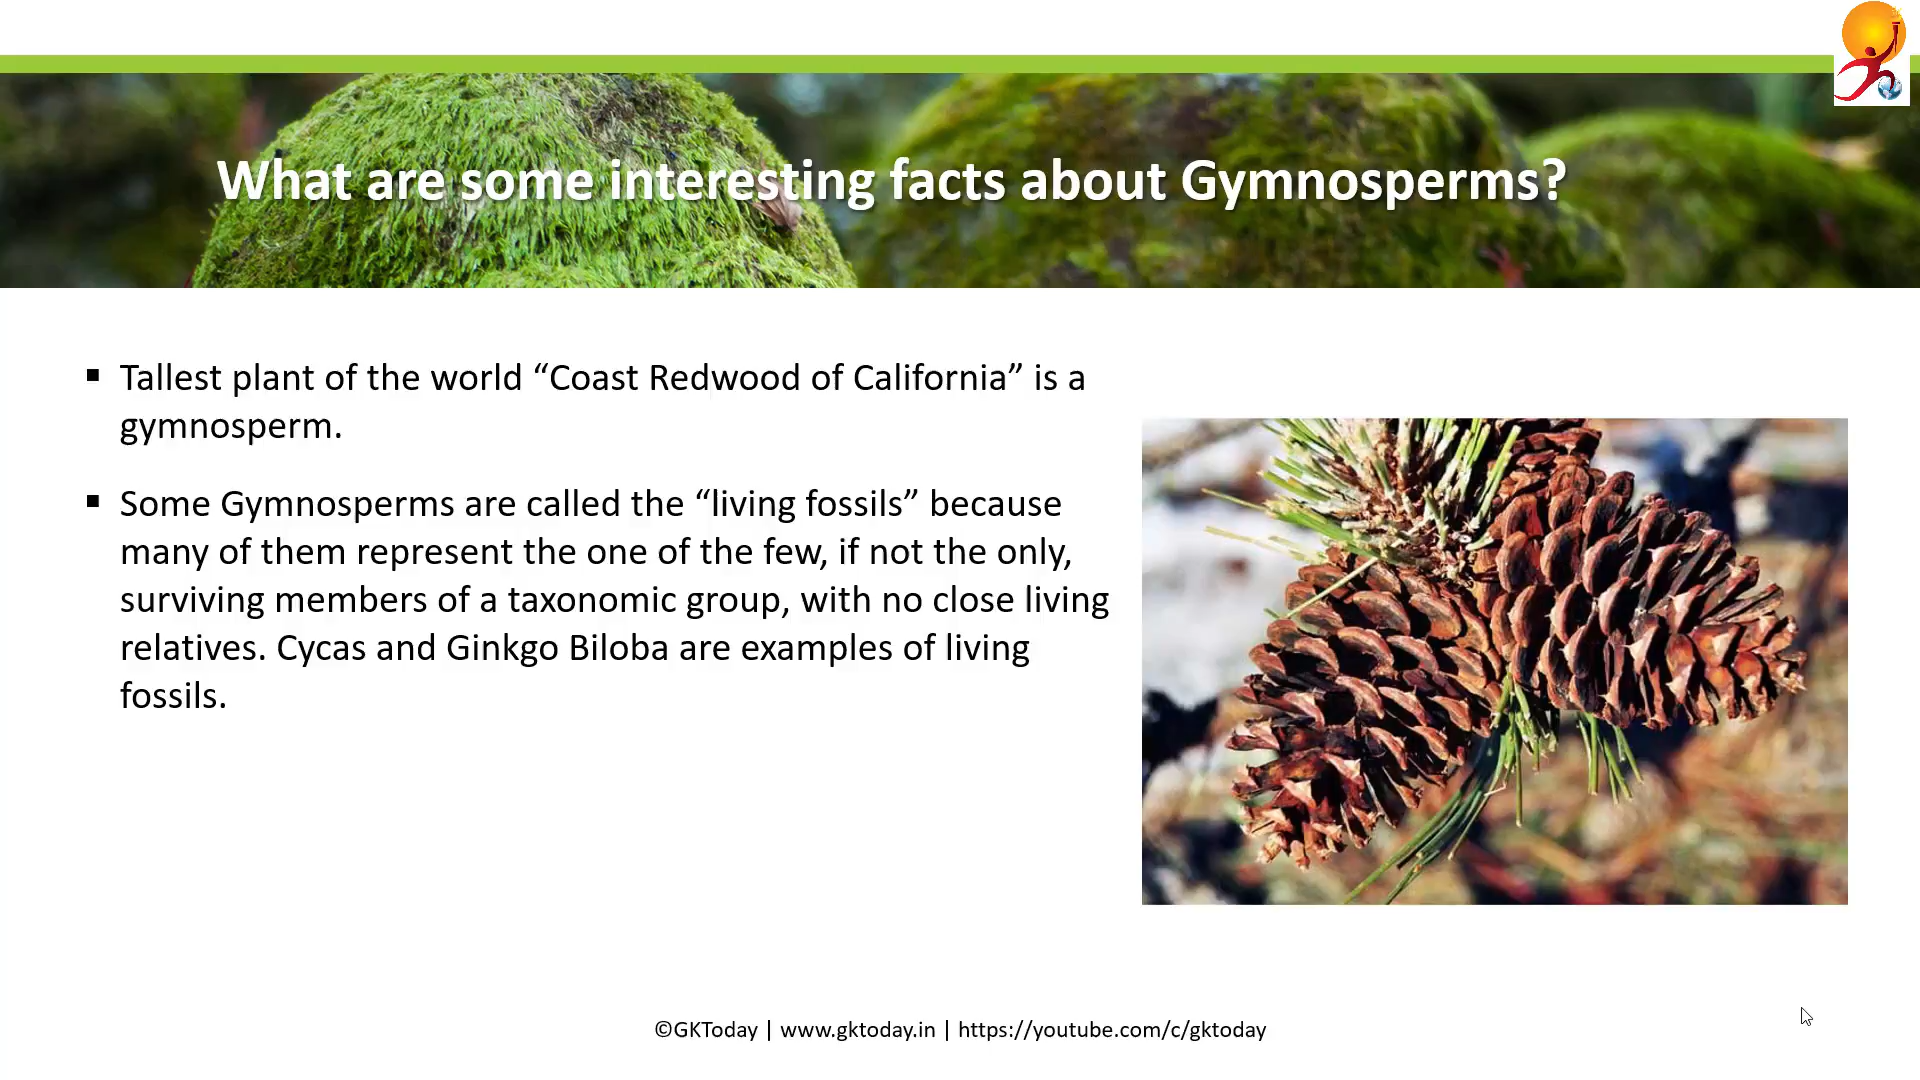 What are some interesting facts about Gymnosperms?
▪ Tallest plant of the world “Coast Redwood of California” is a
gymnosperm.
▪ Some Gymnosperms are called the “living fossils” because
many of them represent the one of the few, if not the only,
surviving members of a taxonomic group, with no close living
relatives. Cycas and Ginkgo Biloba are examples of living
fossils.
©GKToday | www.gktoday.in | https://youtube.com/c/gktoday